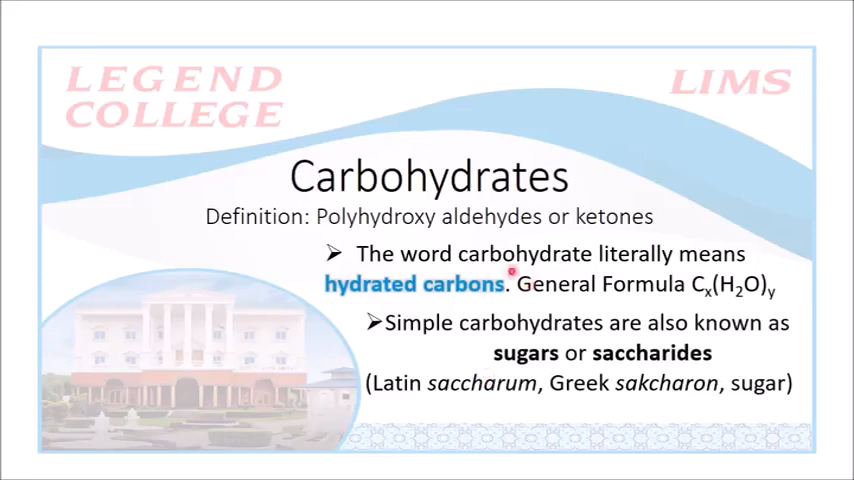 LEGEND
COLLEGE
LIMS
Carbohydrates
Definition: Polyhydroxy aldehydes or ketones
➤ The word carbohydrate literally means
hydrated carbons. General Formula Cx(H2O)y
➤Simple carbohydrates are also known as
sugars or saccharides
(Latin saccharum, Greek sakcharon, sugar)